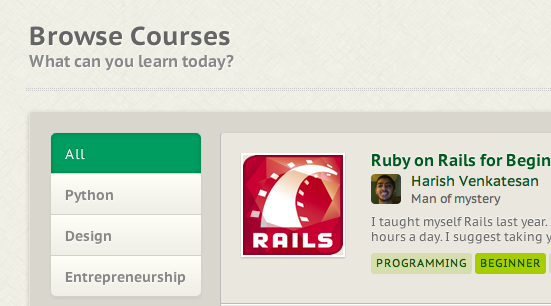 Browse Courses
What can you learn today?
All
Python
Design
Entrepreneurship
RAILS
Ruby on Rails for
Harish Venkatesan
Man of mystery
I taught myself Rails last year.
hours a day. I suggest taking
PROGRAMMING
BEGINNER